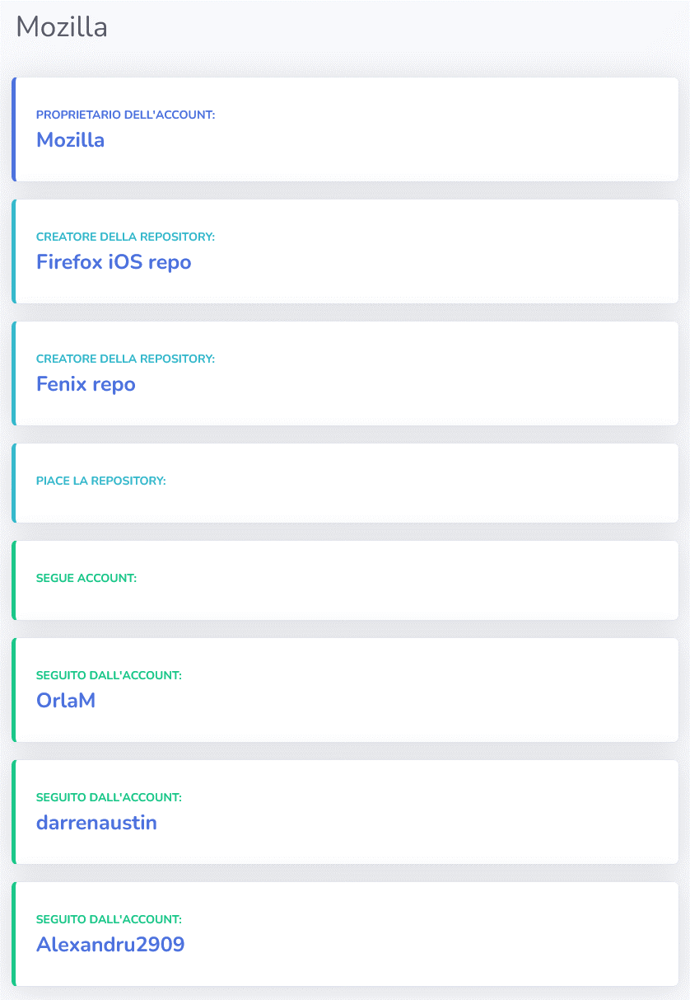 Mozilla
PROPRIETARIO DELL'ACCOUNT:
Mozilla
CREATORE DELLA REPOSITORY:
Firefox iOS repo
CREATORE DELLA REPOSITORY:
Fenix repo
PIACE LA REPOSITORY:
SEGUE ACCOUNT:
SEGUITO DALL'ACCOUNT:
OrlaM
SEGUITO DALL'ACCOUNT:
darrenaustin
SEGUITO DALL'ACCOUNT:
Alexandru2909